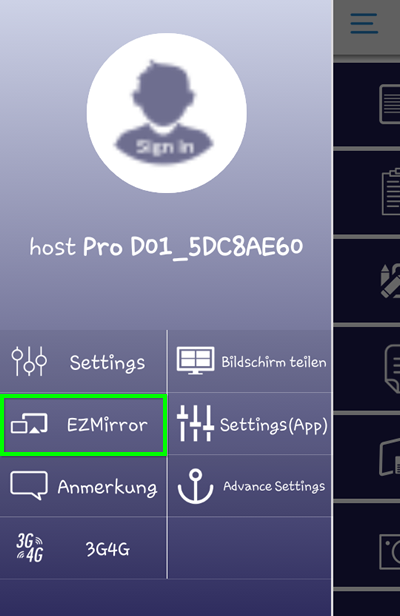 Sign in
host Pro D01_5DC8AE60
Settings
Bildschirm teilen
EZMirror
Settings(App)
Anmerkung
Advance Settings
3G
4G
3G4G